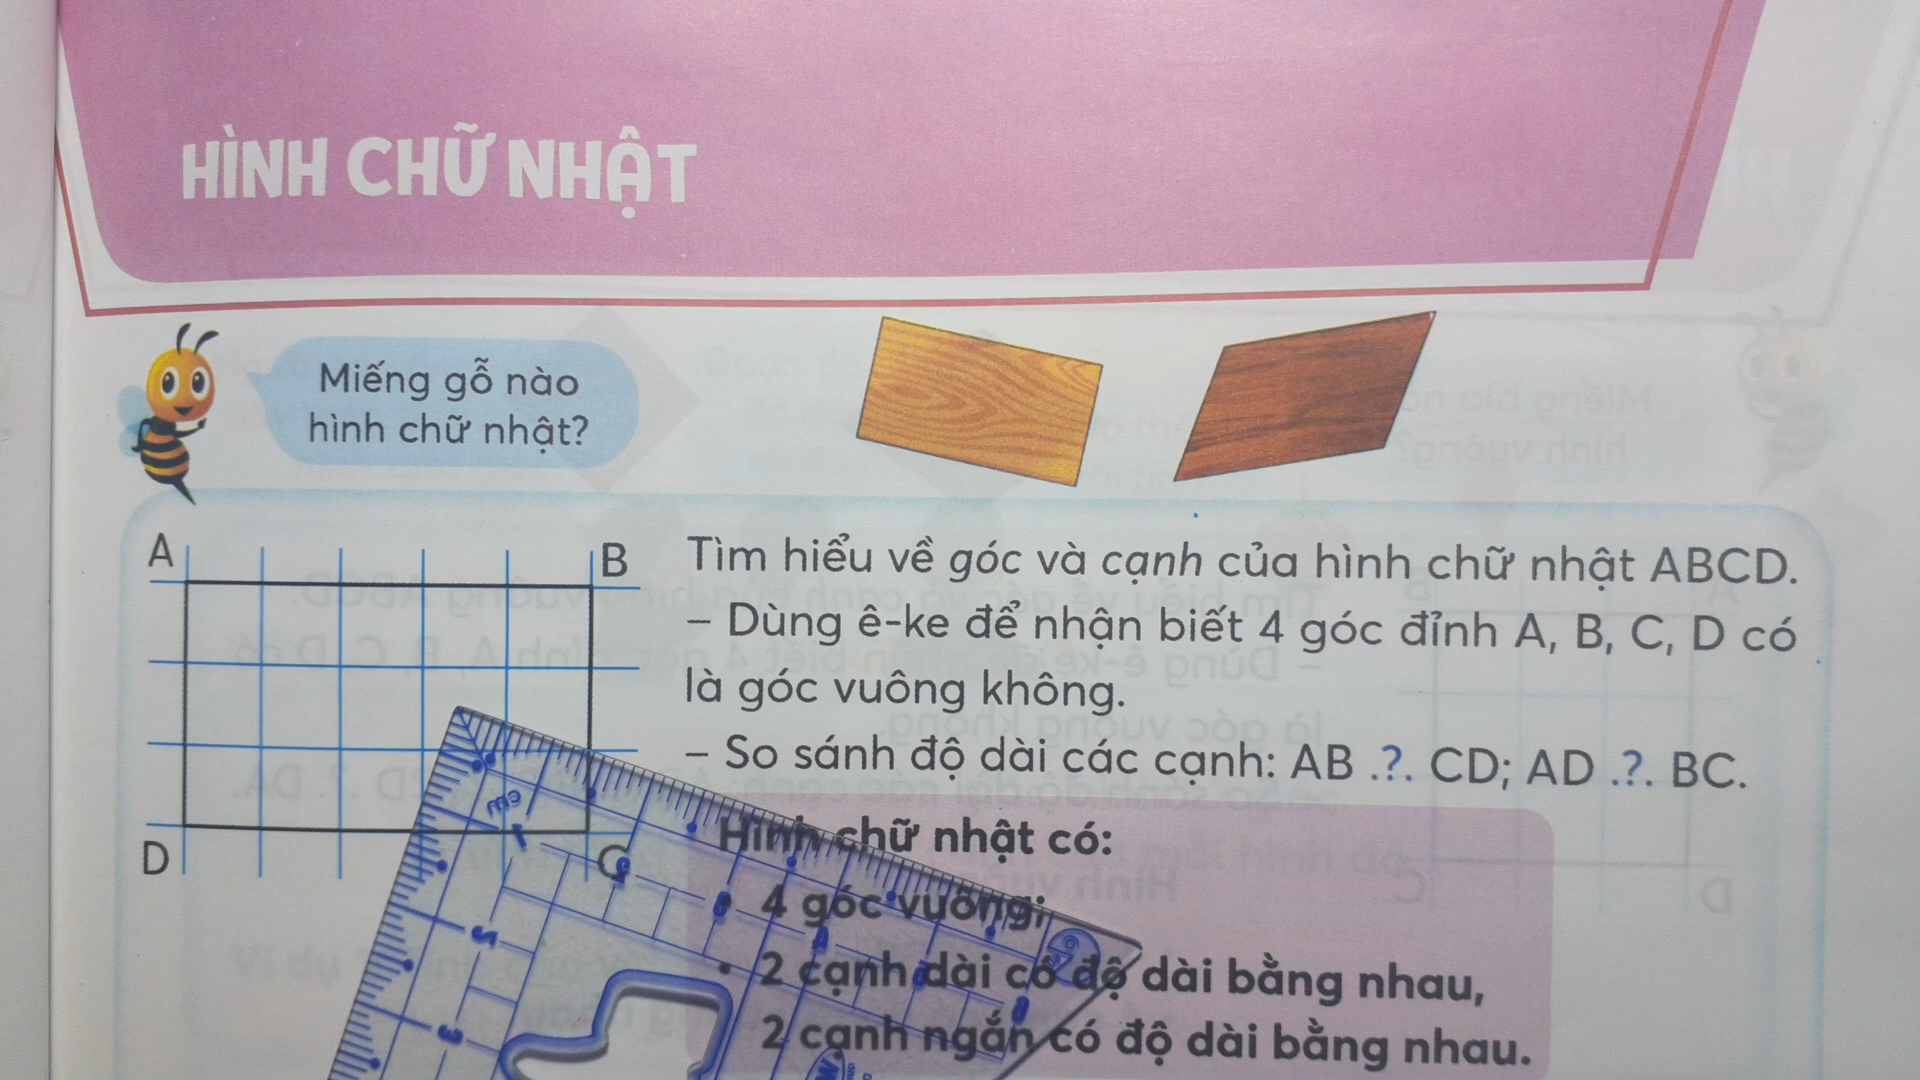 HÌNH CHỮ NHẬT
Miếng gỗ nào
hình chữ nhật?
A
B
D
C
Tìm hiểu về góc và cạnh của hình chữ nhật ABCD.
– Dùng ê-ke để nhận biết 4 góc đỉnh A, B, C, D có
là góc vuông không.
– So sánh độ dài các cạnh: AB .?. CD; AD .?. BC.
Hình chữ nhật có:
• 4 góc vuông;
• 2 cạnh dài có độ dài bằng nhau,
2 cạnh ngắn có độ dài bằng nhau.